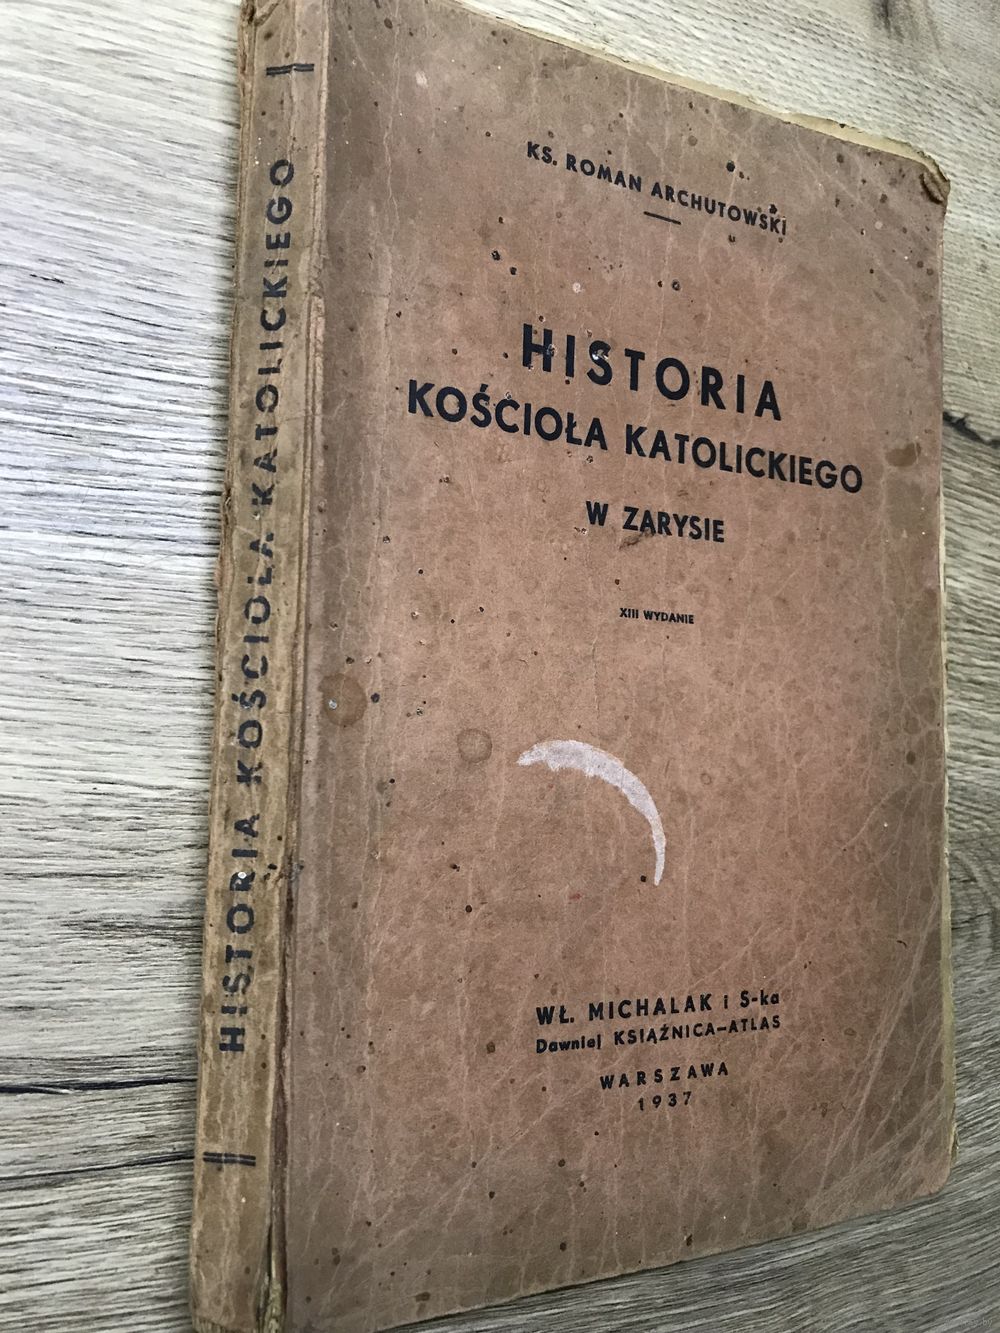 HISTORIA KOŚCIOŁA KATOLICKIEGO
KS. ROMAN ARCHUTOWSKI
HISTORIA
KOŚCIOŁA KATOLICKIEGO
W ZARYSIE
XIII WYDANIE
WŁ. MICHALAK i S-ka
Dawniej KSIĄŻNICA-ATLAS
WARSZAWA
1937